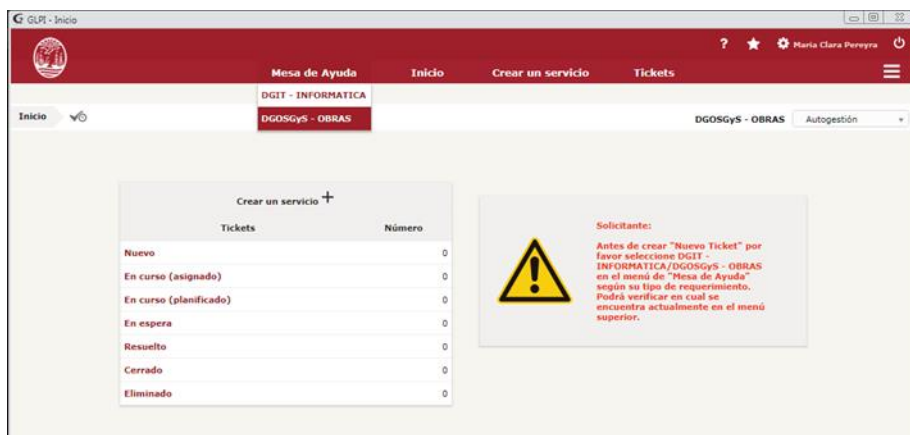 GLPI - Inicio
? Maria Clara Pereyra
Mesa de Ayuda Inicio Crear un servicio Tickets
DGIT - INFORMATICA
DGOSGyS - OBRAS
Inicio
DGOSGyS - OBRAS Autogestión
Crear un servicio +
Tickets Número
Nuevo 0
En curso (asignado) 0
En curso (planificado) 0
En espera 0
Resuelto 0
Cerrado 0
Eliminado 0
Solicitante:
Antes de crear "Nuevo Ticket" por
favor seleccione DGIT -
INFORMATICA/DGOSGyS - OBRAS
en el menú de "Mesa de Ayuda"
según su tipo de requerimiento.
Podrá verificar en cual se
encuentra actualmente en el menú
superior.